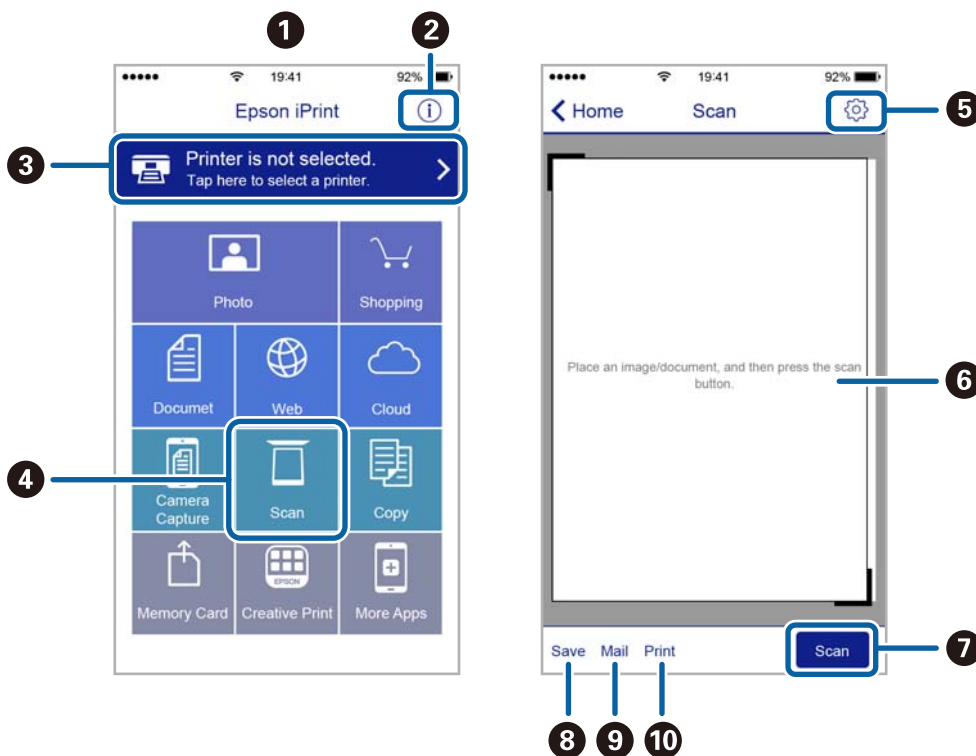 1
2
19:41
92%
Epson iPrint
i
3
Printer is not selected.
Tap here to select a printer.
Photo
Shopping
Documet
Web
Cloud
4
Camera
Capture
Scan
Copy
EPSON
Memory Card
Creative Print
More Apps
19:41
92%
Home
Scan
5
Place an image/document, and then press the scan
button.
6
Save
Mail
Print
Scan
7
8
9
10